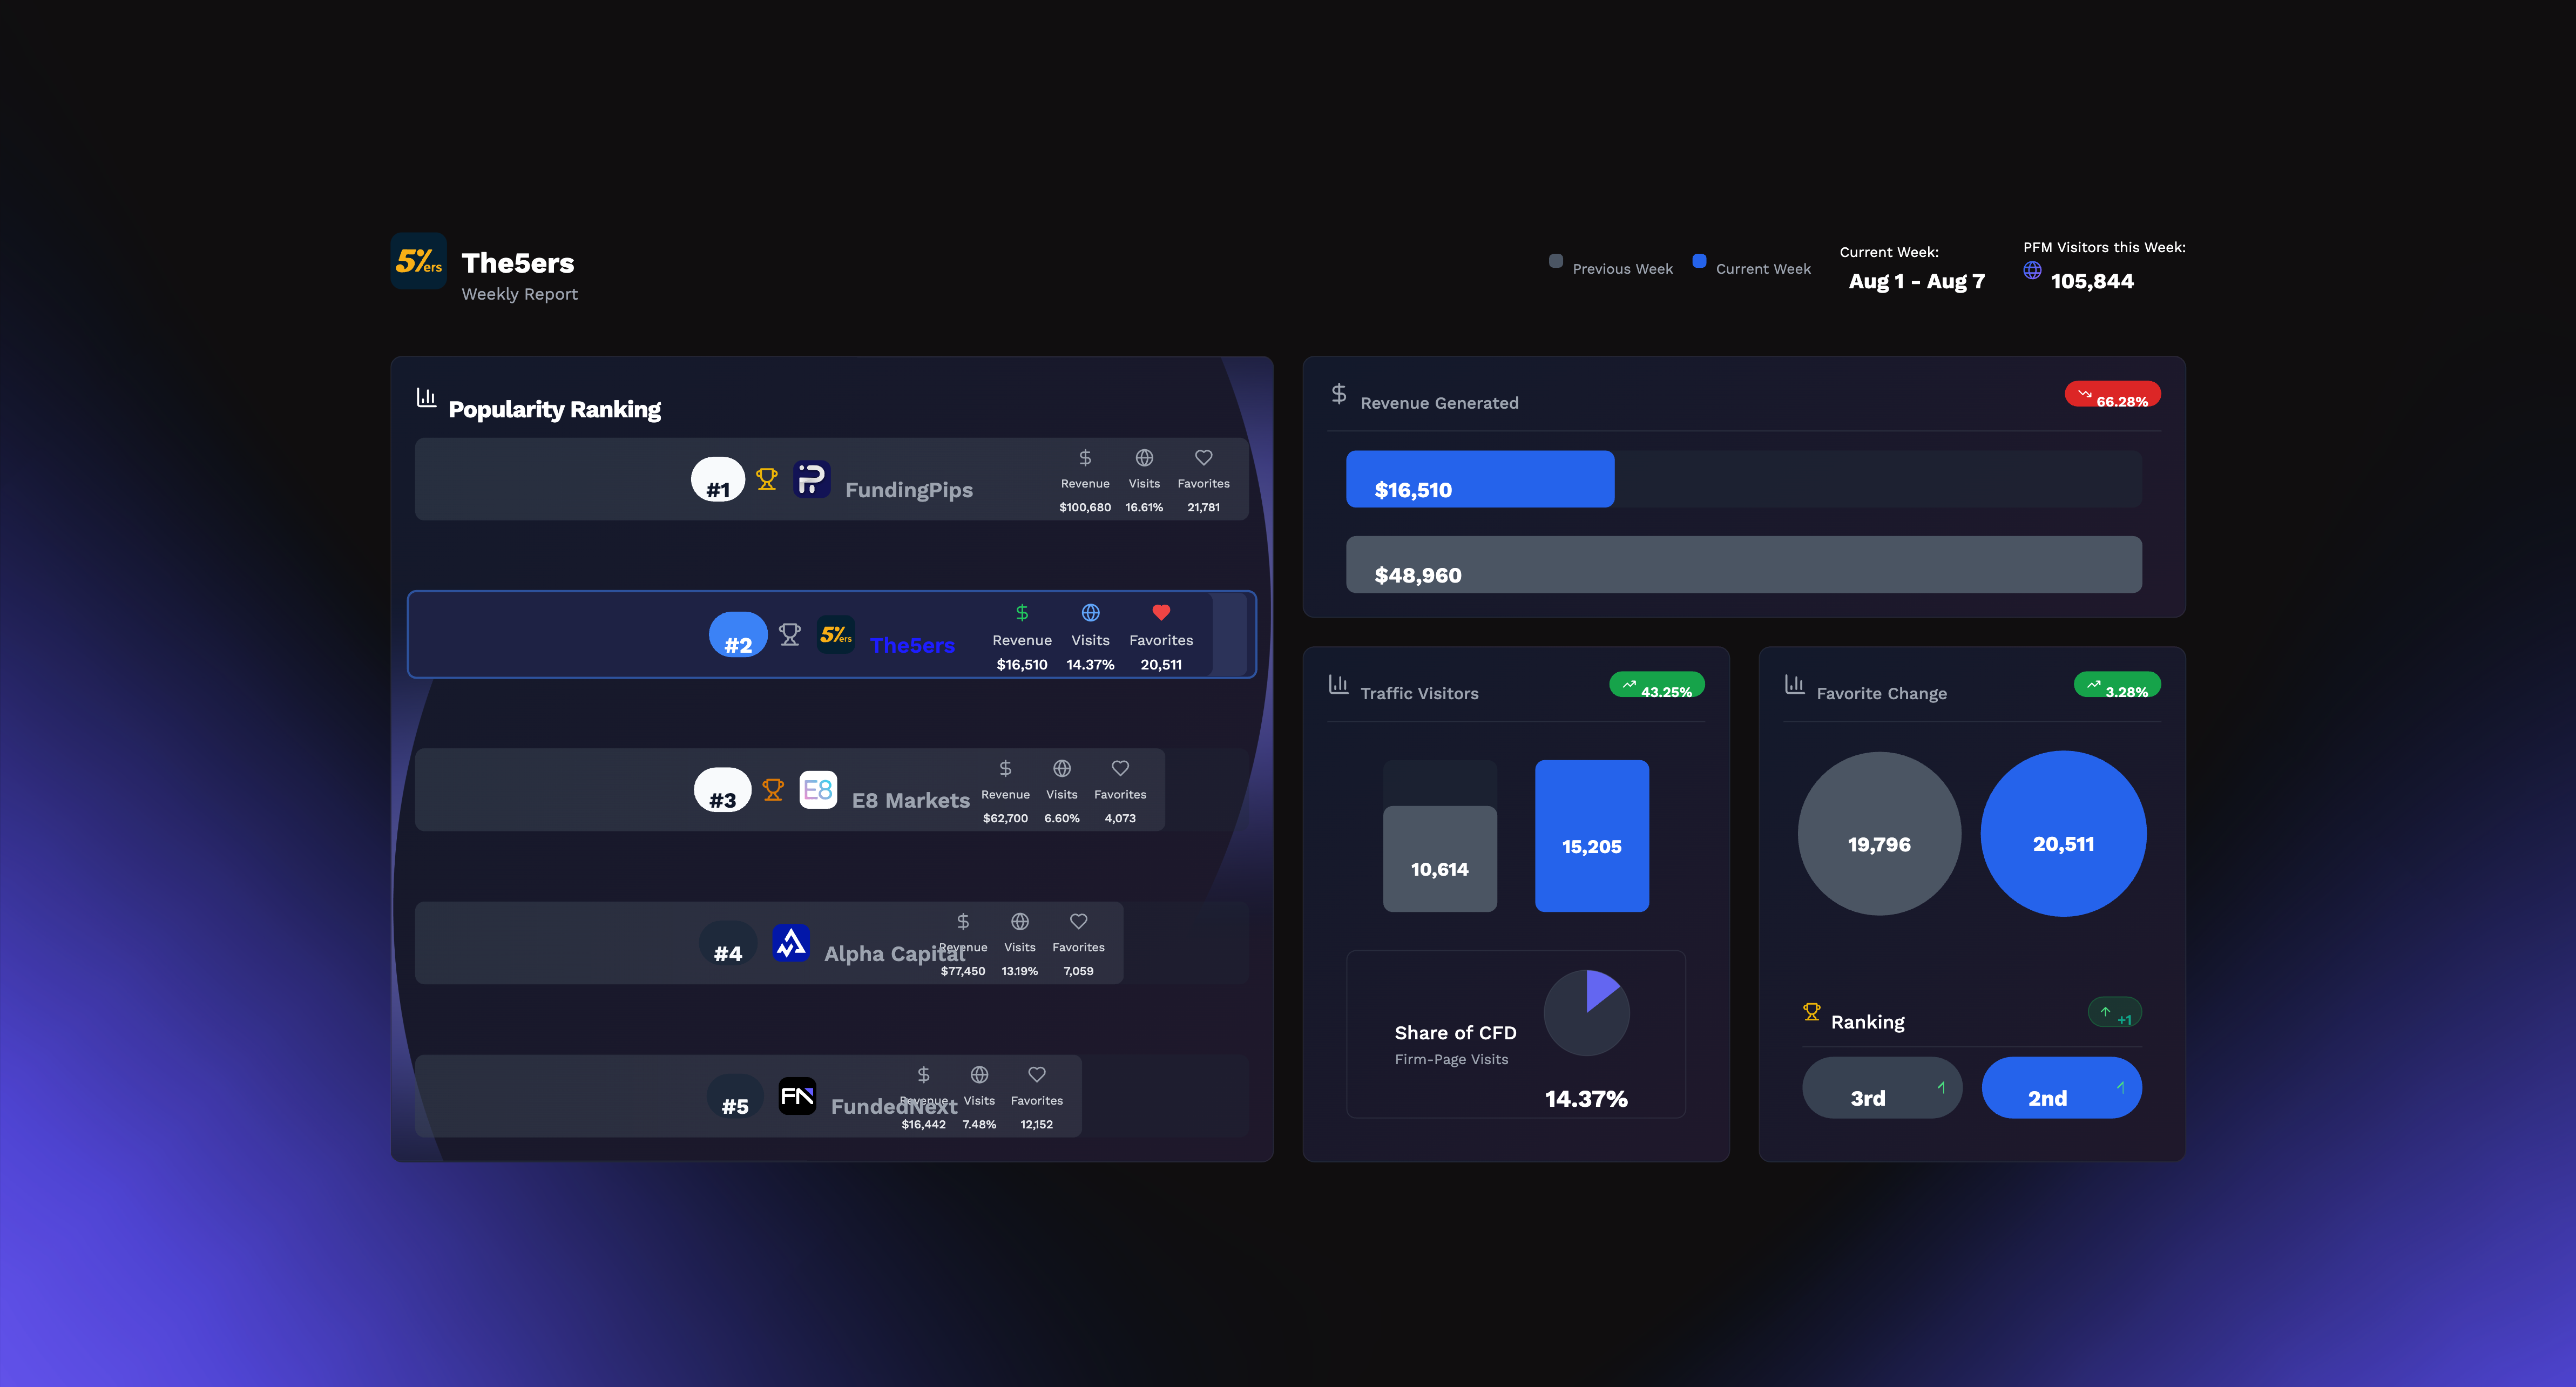 5%ers
The5ers
Weekly Report
Previous Week
Current Week
Current Week:
Aug 1 - Aug 7
PFM Visitors this Week:
105,844
Popularity Ranking
#1
FundingPips
Revenue
Visits
Favorites
$100,680
16.61%
21,781
#2
5%ers
The5ers
Revenue
Visits
Favorites
$16,510
14.37%
20,511
#3
E8
E8 Markets
Revenue
Visits
Favorites
$62,700
6.60%
4,073
#4
Alpha Capital
Revenue
Visits
Favorites
$77,450
13.19%
7,059
#5
FN
FundedNext
Revenue
Visits
Favorites
$16,442
7.48%
12,152
Revenue Generated
66.28%
$16,510
$48,960
Traffic Visitors
43.25%
10,614
15,205
Share of CFD
Firm-Page Visits
14.37%
Favorite Change
3.28%
19,796
20,511
Ranking
+1
3rd
2nd